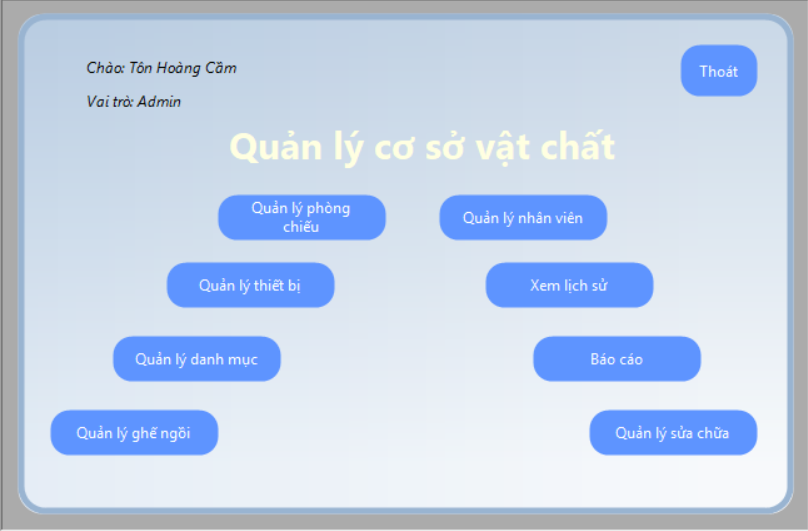 Chào: Tôn Hoàng Cầm
Thoát
Vai trò: Admin
Quản lý cơ sở vật chất
Quản lý phòng
chiếu
Quản lý nhân viên
Quản lý thiết bị
Xem lịch sử
Quản lý danh mục
Báo cáo
Quản lý ghế ngồi
Quản lý sửa chữa